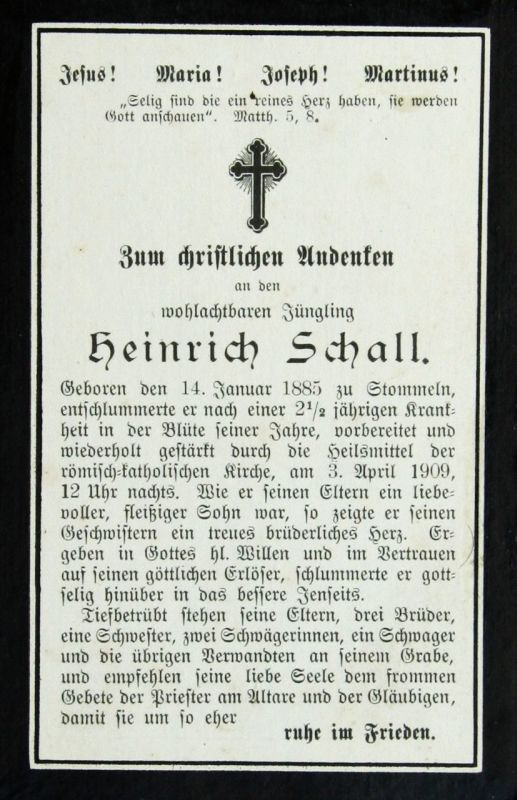 Jesus! Maria! Joseph! Martinus!
„Selig sind die ein reines Herz haben, sie werden
Gott anschauen“. Matth. 5, 8.
Zum christlichen Andenken
an den
wohlachtbaren Jüngling
Heinrich Schall.
Geboren den 14. Januar 1885 zu Stommeln,
entschlummerte er nach einer 2½ jährigen Krank-
heit in der Blüte seiner Jahre, vorbereitet und
wiederholt gestärkt durch die Heilsmittel der
römisch-katholischen Kirche, am 3. April 1909,
12 Uhr nachts. Wie er seinen Eltern ein liebe-
voller, fleißiger Sohn war, so zeigte er seinen
Geschwistern ein treues brüderliches Herz. Er-
geben in Gottes hl. Willen und im Vertrauen
auf seinen göttlichen Erlöser, schlummerte er gott-
selig hinüber in das bessere Jenseits.
Tiefbetrübt stehen seine Eltern, drei Brüder,
eine Schwester, zwei Schwägerinnen, ein Schwager
und die übrigen Verwandten an seinem Grabe,
und empfehlen seine liebe Seele dem frommen
Gebete der Priester am Altare und der Gläubigen,
damit sie um so eher
ruhe im Frieden.